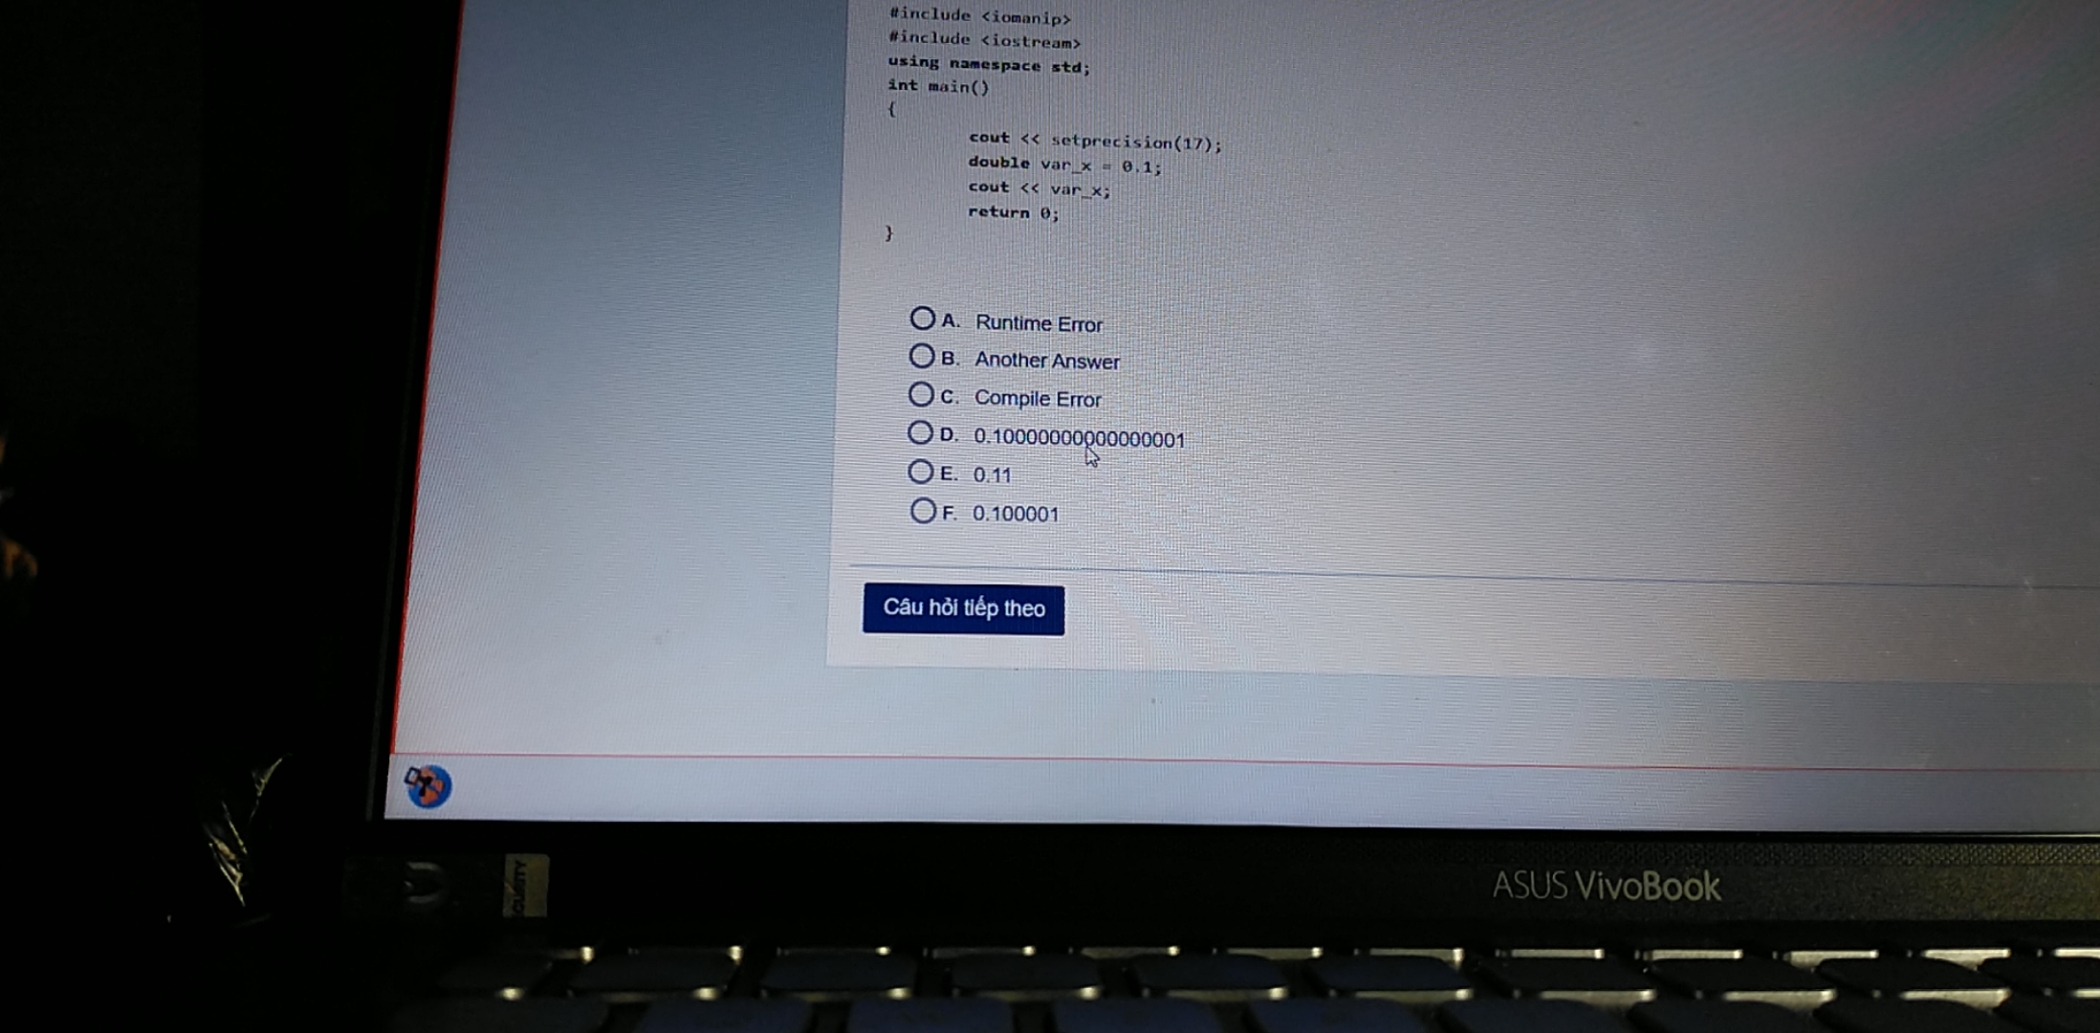 #include <iomanip>
#include <iostream>
using namespace std;
int main()
{
cout << setprecision(17);
double var_x = 0.1;
cout << var_x;
return 0;
}
A. Runtime Error
B. Another Answer
C. Compile Error
D. 0.10000000000000001
E. 0.11
F. 0.100001
Câu hỏi tiếp theo
ASUS VivoBook